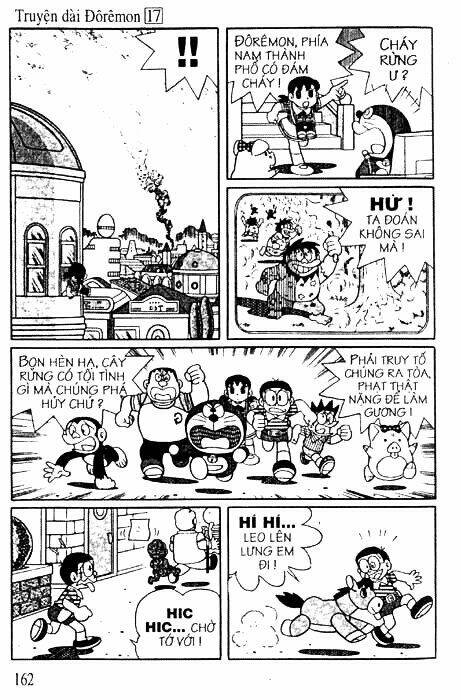 Truyện dài Đôrêmon 17
!!
ĐÔRÊMON, PHÍA
NAM THÀNH
PHỐ CÓ ĐÁM
CHÁY !
CHÁY
RỪNG
Ư ?
HỪ !
TA ĐOÁN
KHÔNG SAI
MÀ !
BỌN HÈN HẠ, CÂY
RỪNG CÓ TỘI TÌNH
GÌ MÀ CHÚNG PHÁ
HỦY CHỨ ?
PHẢI TRUY TỐ
CHÚNG RA TÒA,
PHẠT THẬT
NẶNG ĐỂ LÀM
GƯƠNG !
HIC
HIC... CHỜ
TỚ VỚI !
HÍ HÍ...
LEO LÊN
LƯNG EM
ĐI !
162